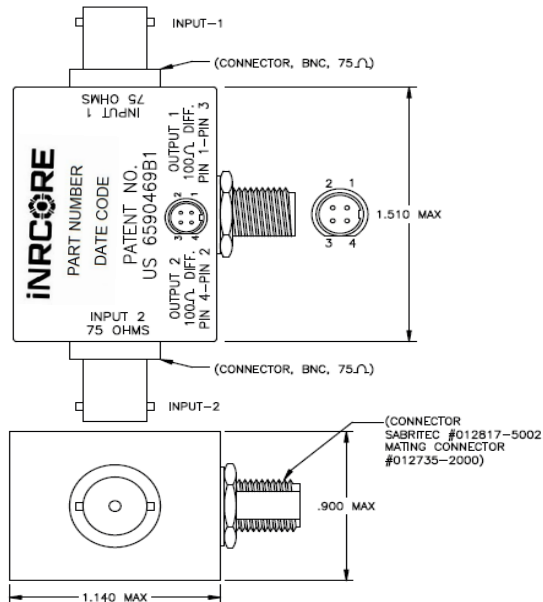 INPUT-1
(CONNECTOR, BNC, 75Ω)
INPUT 1
75 OHMS
iNRCORE
PART NUMBER
DATE CODE
PATENT NO.
US 6590469B1
OUTPUT 1
100Ω DIFF.
PIN 1-PIN 3
OUTPUT 2
100Ω DIFF.
PIN 4-PIN 2
2 1
3 4
2 1
3 4
1.510 MAX
INPUT 2
75 OHMS
(CONNECTOR, BNC, 75Ω)
INPUT-2
(CONNECTOR
SABRITEC #012817-5002
MATING CONNECTOR
#012735-2000)
.900 MAX
1.140 MAX